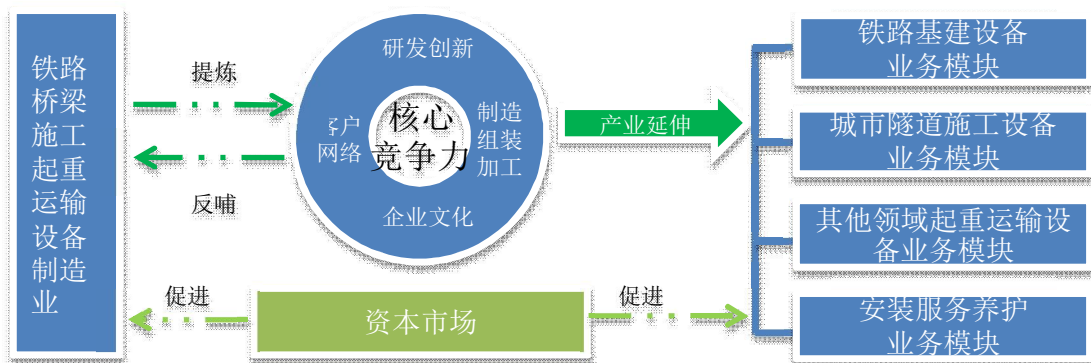 铁路
桥梁
施工
起重
运输
设备
制造
业
提炼
反哺
研发创新
客户
网络
核心
竞争力
制造
组装
加工
企业文化
产业延伸
铁路基建设备
业务模块
城市隧道施工设备
业务模块
其他领域起重运输设
备业务模块
安装服务养护
业务模块
促进
资本市场
促进